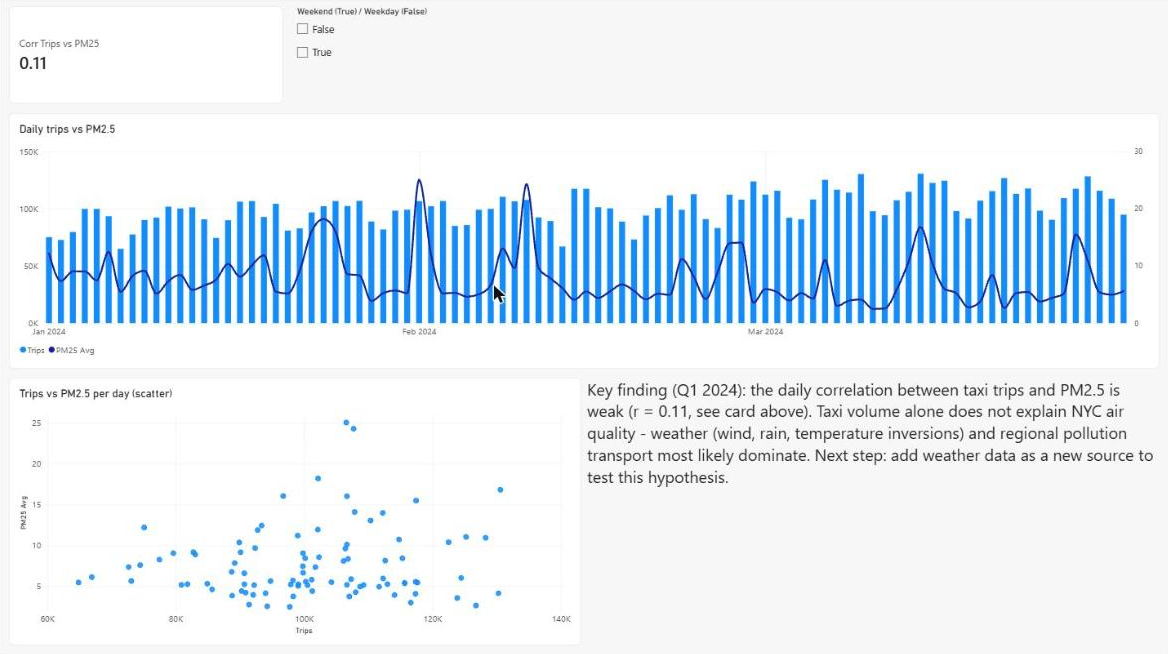 Corr Trips vs PM25
0.11
Weekend (True) / Weekday (False)
False
True
Daily trips vs PM2.5
150K
100K
50K
0K
30
20
10
0
Jan 2024
Feb 2024
Mar 2024
Trips
PM25 Avg
Trips vs PM2.5 per day (scatter)
PM25 Avg
25
20
15
10
5
60K
80K
100K
120K
140K
Trips
Key finding (Q1 2024): the daily correlation between taxi trips and PM2.5 is
weak (r = 0.11, see card above). Taxi volume alone does not explain NYC air
quality - weather (wind, rain, temperature inversions) and regional pollution
transport most likely dominate. Next step: add weather data as a new source to
test this hypothesis.